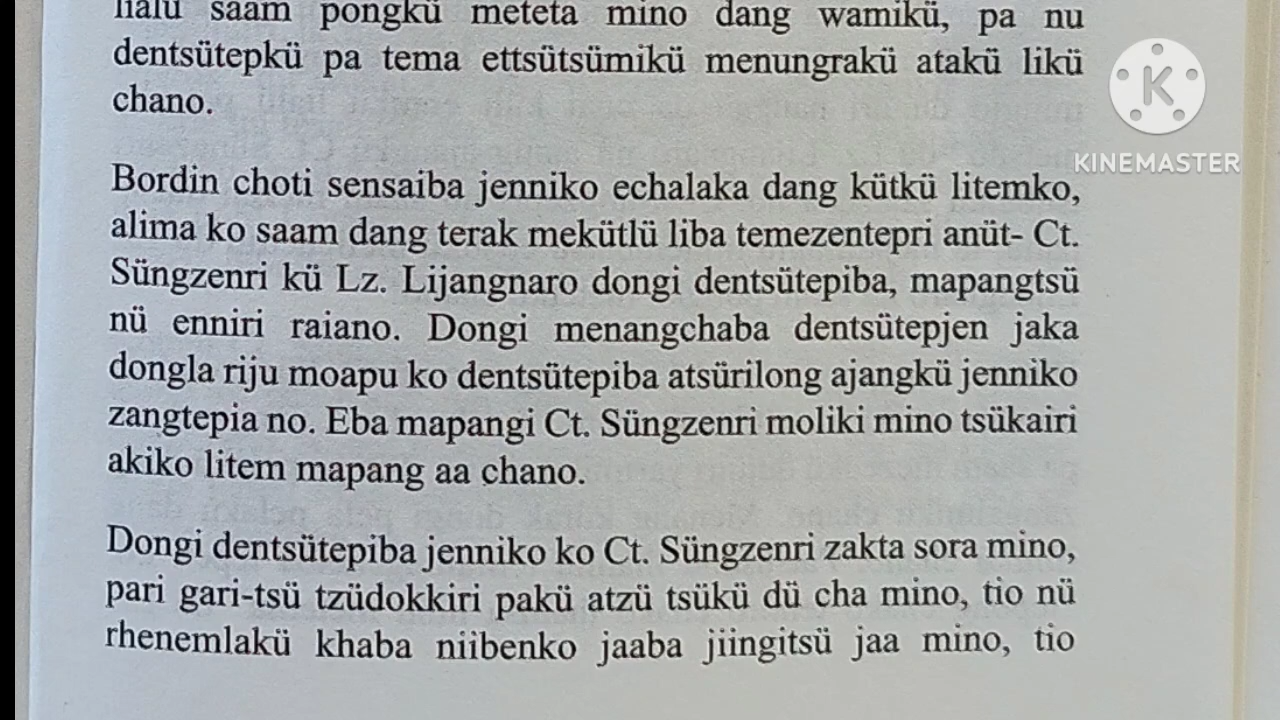 lialü saam pongkü meteta mino dang wamikü, pa nu
dentsütepkü pa tema ettsütsümikü menungrakü atakü likü
chano.
Bordin choti sensaiba jenniko echalaka dang kütkü litemko,
alima ko saam dang terak mekütlü liba temezentepri anüt- Ct.
Süngzenri kü Lz. Lijangnaro dongi dentsütepiba, mapangtsü
nü enniri raiano. Dongi menangchaba dentsütepjen jaka
dongla riju moapu ko dentsütepiba atsürilong ajangkü jenniko
zangtepia no. Eba mapangi Ct. Süngzenri moliki mino tsükairi
akiko litem mapang aa chano.
Dongi dentsütepiba jenniko ko Ct. Süngzenri zakta sora mino,
pari gari-tsü tzüdokkiri pakü atzü tsükü dü cha mino, tio nü
rhenemlakü khaba niibenko jaaba jiingitsü jaa mino, tio
K
KINEMASTER